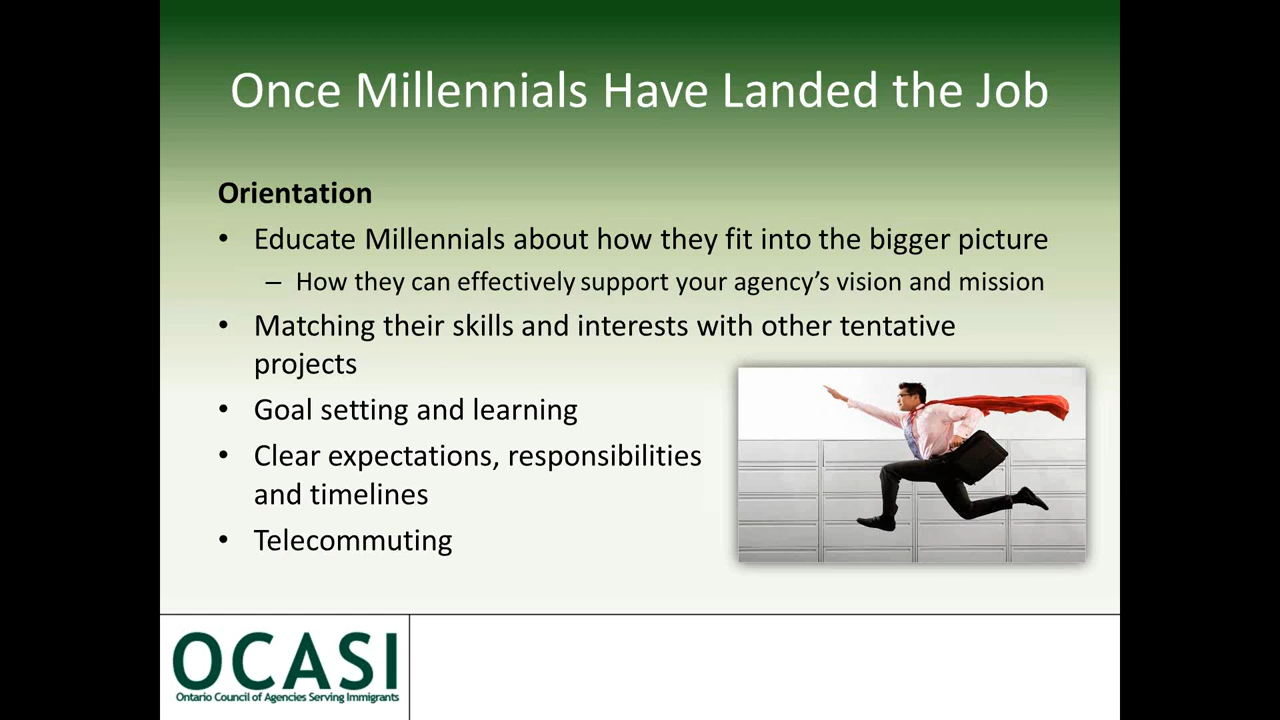 Once Millennials Have Landed the Job
Orientation
• Educate Millennials about how they fit into the bigger picture
– How they can effectively support your agency’s vision and mission
• Matching their skills and interests with other tentative
projects
• Goal setting and learning
• Clear expectations, responsibilities
and timelines
• Telecommuting
OCASI
Ontario Council of Agencies Serving Immigrants